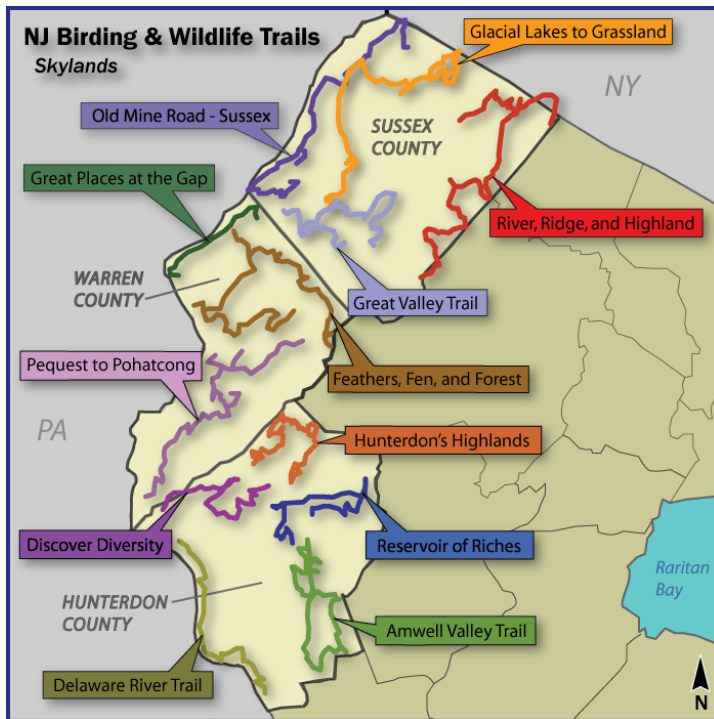 NJ Birding & Wildlife Trails
Skylands
Glacial Lakes to Grassland
NY
Old Mine Road - Sussex
SUSSEX
COUNTY
Great Places at the Gap
River, Ridge, and Highland
WARREN
COUNTY
Great Valley Trail
Pequest to Pohatcong
Feathers, Fen, and Forest
PA
Hunterdon's Highlands
Discover Diversity
Reservoir of Riches
Raritan
Bay
HUNTERDON
COUNTY
Amwell Valley Trail
Delaware River Trail
N